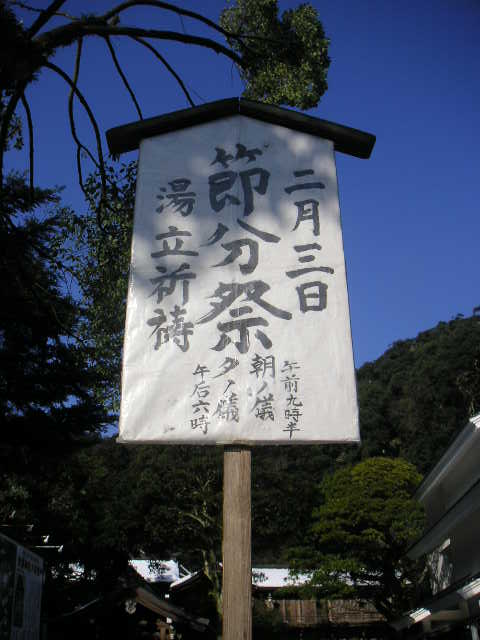 二月三日
節分祭
湯立祈祷
午前九時半
朝ノ儀
夕ノ儀
午后六時